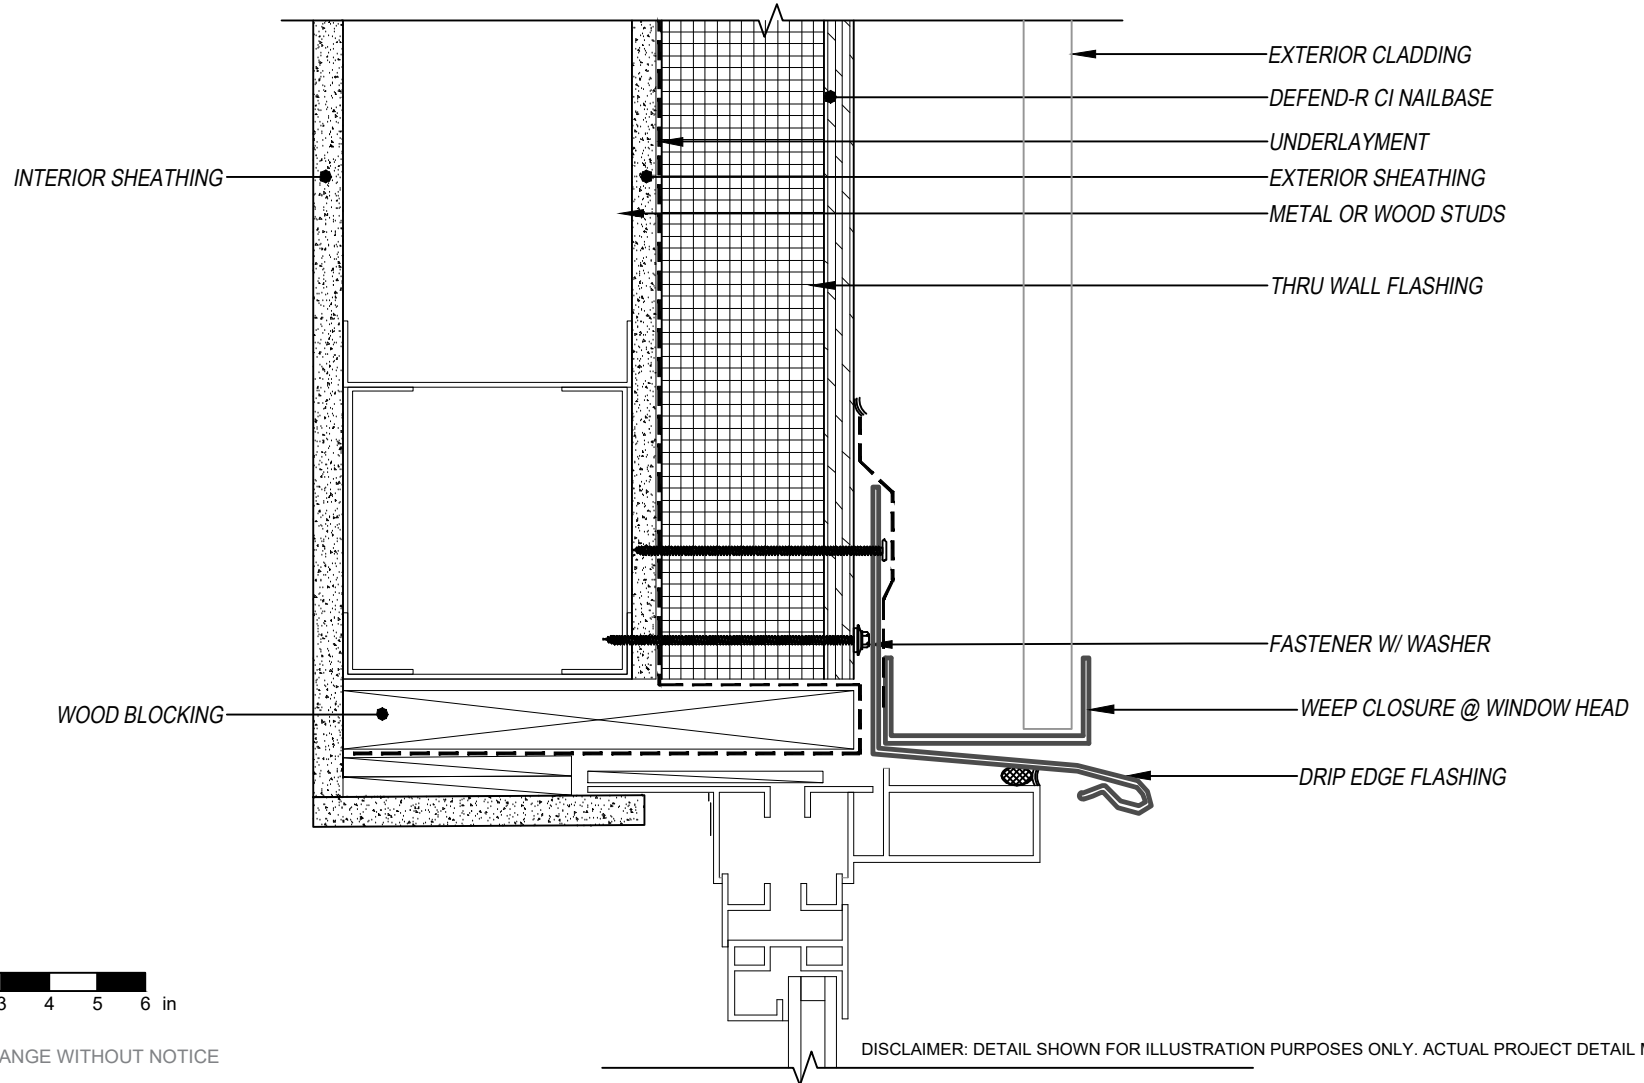 EXTERIOR CLADDING
DEFEND-R CI NAILBASE
UNDERLAYMENT
INTERIOR SHEATHING
EXTERIOR SHEATHING
METAL OR WOOD STUDS
THRU WALL FLASHING
FASTENER W/ WASHER
WOOD BLOCKING
WEEP CLOSURE @ WINDOW HEAD
DRIP EDGE FLASHING
3 4 5 6 in
ANGE WITHOUT NOTICE
DISCLAIMER: DETAIL SHOWN FOR ILLUSTRATION PURPOSES ONLY. ACTUAL PROJECT DETAIL